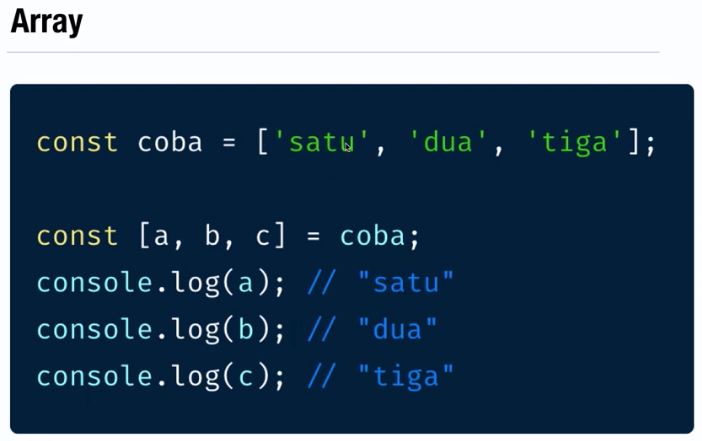 Array
const coba = ['satu', 'dua', 'tiga'];
const [a, b, c] = coba;
console.log(a); // "satu"
console.log(b); // "dua"
console.log(c); // "tiga"